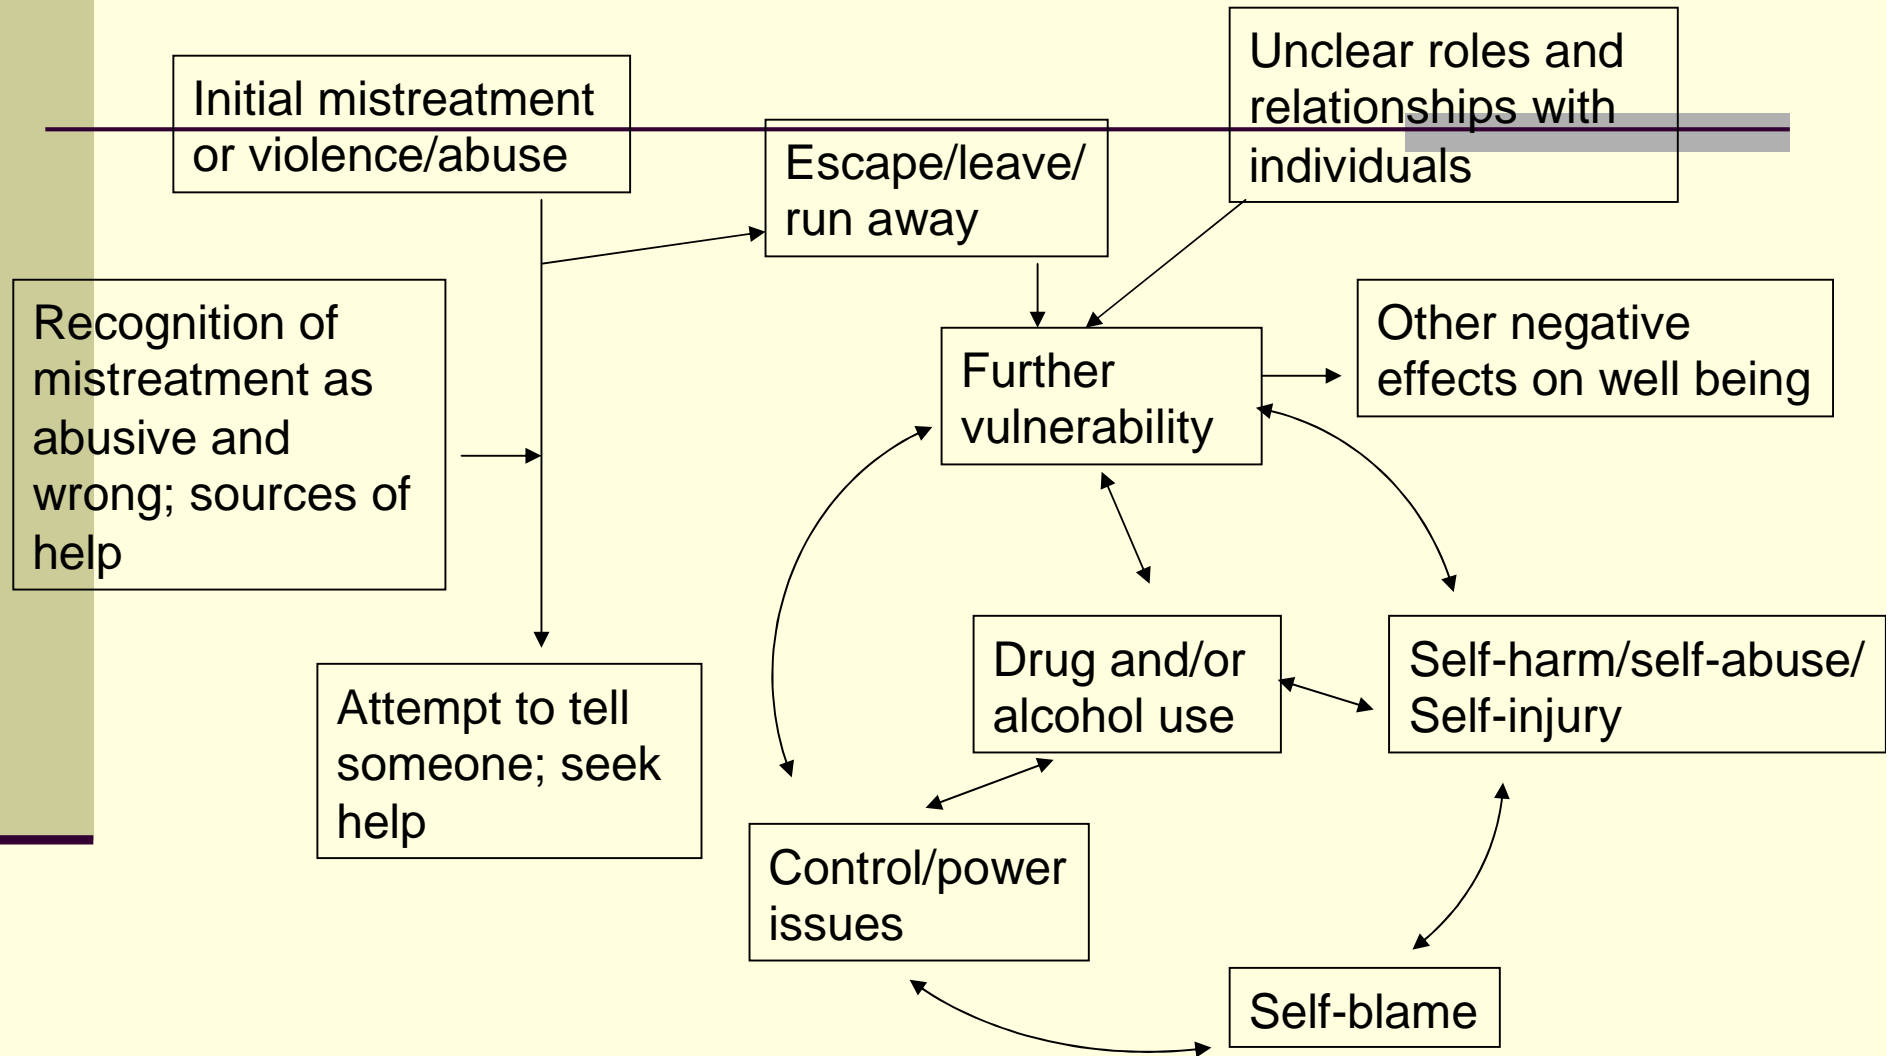 Initial mistreatment
or violence/abuse
Escape/leave/
run away
Unclear roles and
relationships with
individuals
Recognition of
mistreatment as
abusive and
wrong; sources of
help
Further
vulnerability
Other negative
effects on well being
Attempt to tell
someone; seek
help
Drug and/or
alcohol use
Self-harm/self-abuse/
Self-injury
Control/power
issues
Self-blame